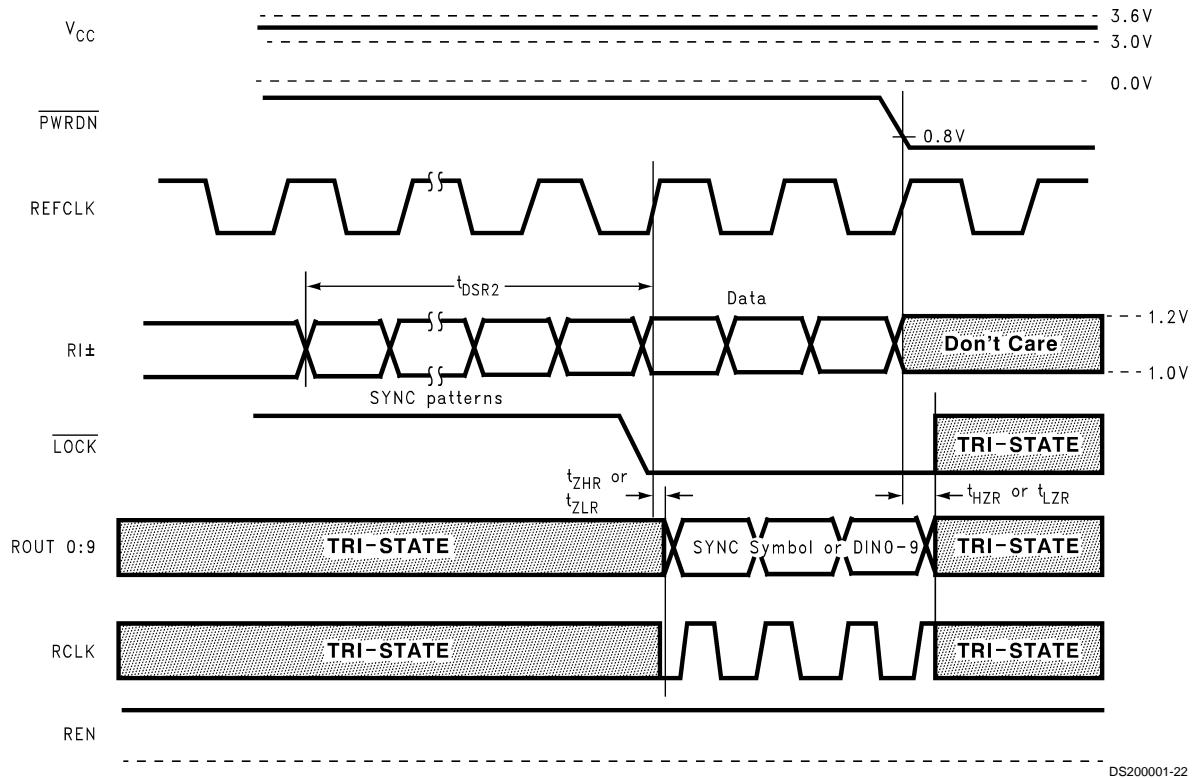 VCC
3.6V
3.0V
0.0V
PWRDN
0.8V
REFCLK
tDSR2
Data
RI±
1.2V
Don't Care
1.0V
SYNC patterns
LOCK
TRI-STATE
tZHR or
tZLR
tHZR or tLZR
ROUT 0:9
TRI-STATE
SYNC Symbol or DIN0-9
TRI-STATE
RCLK
TRI-STATE
TRI-STATE
REN
DS200001-22